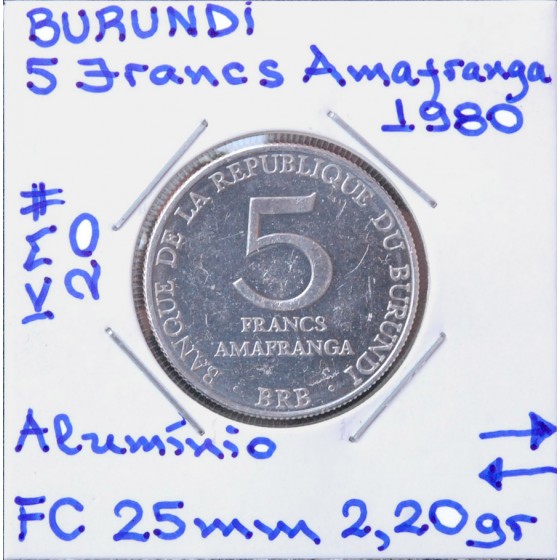 BURUNDI
5 Francs Amafranga
1980
#KM 20
BANQUE DE LA REPUBLIQUE DU BURUNDI
5
FRANCS
AMAFRANGA
BRB
Alumínio
FC 25mm 2,20gr